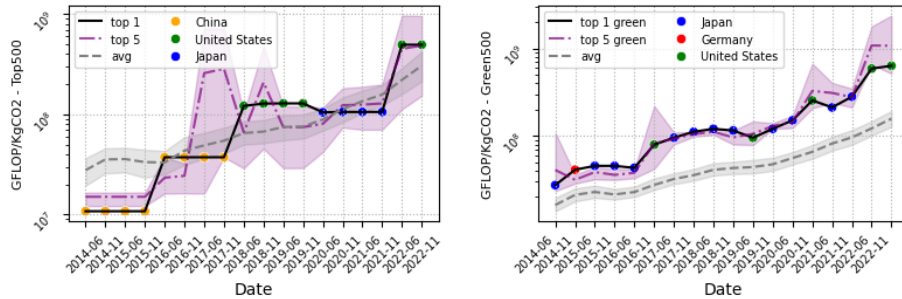 GFLOP/KgCO2 - Top500
10⁹
10⁸
10⁷
top 1
top 5
avg
China
United States
Japan
2014-06
2014-11
2015-06
2015-11
2016-06
2016-11
2017-06
2017-11
2018-06
2018-11
2019-06
2019-11
2020-06
2020-11
2021-06
2021-11
2022-06
2022-11
Date
GFLOP/KgCO2 - Green500
10⁹
10⁸
top 1 green
top 5 green
avg
Japan
Germany
United States
2014-06
2014-11
2015-06
2015-11
2016-06
2016-11
2017-06
2017-11
2018-06
2018-11
2019-06
2019-11
2020-06
2020-11
2021-06
2021-11
2022-06
2022-11
Date